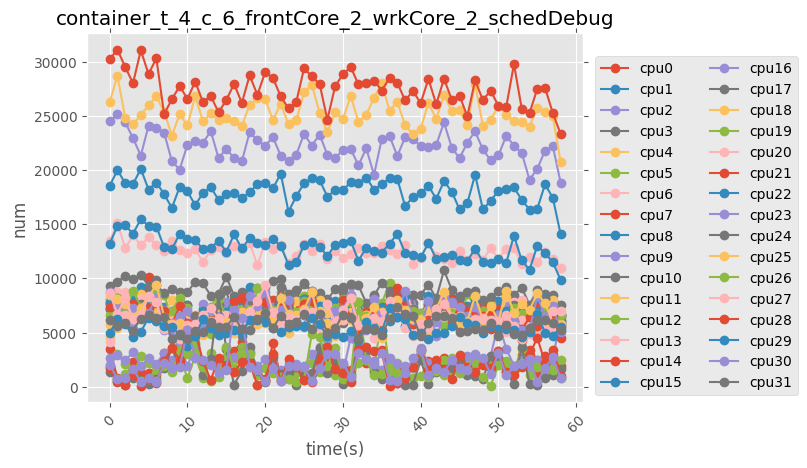 container_t_4_c_6_frontCore_2_wrkCore_2_schedDebug
30000
25000
20000
15000
10000
5000
0
num
0
10
20
30
40
50
60
time(s)
cpu0
cpu1
cpu2
cpu3
cpu4
cpu5
cpu6
cpu7
cpu8
cpu9
cpu10
cpu11
cpu12
cpu13
cpu14
cpu15
cpu16
cpu17
cpu18
cpu19
cpu20
cpu21
cpu22
cpu23
cpu24
cpu25
cpu26
cpu27
cpu28
cpu29
cpu30
cpu31